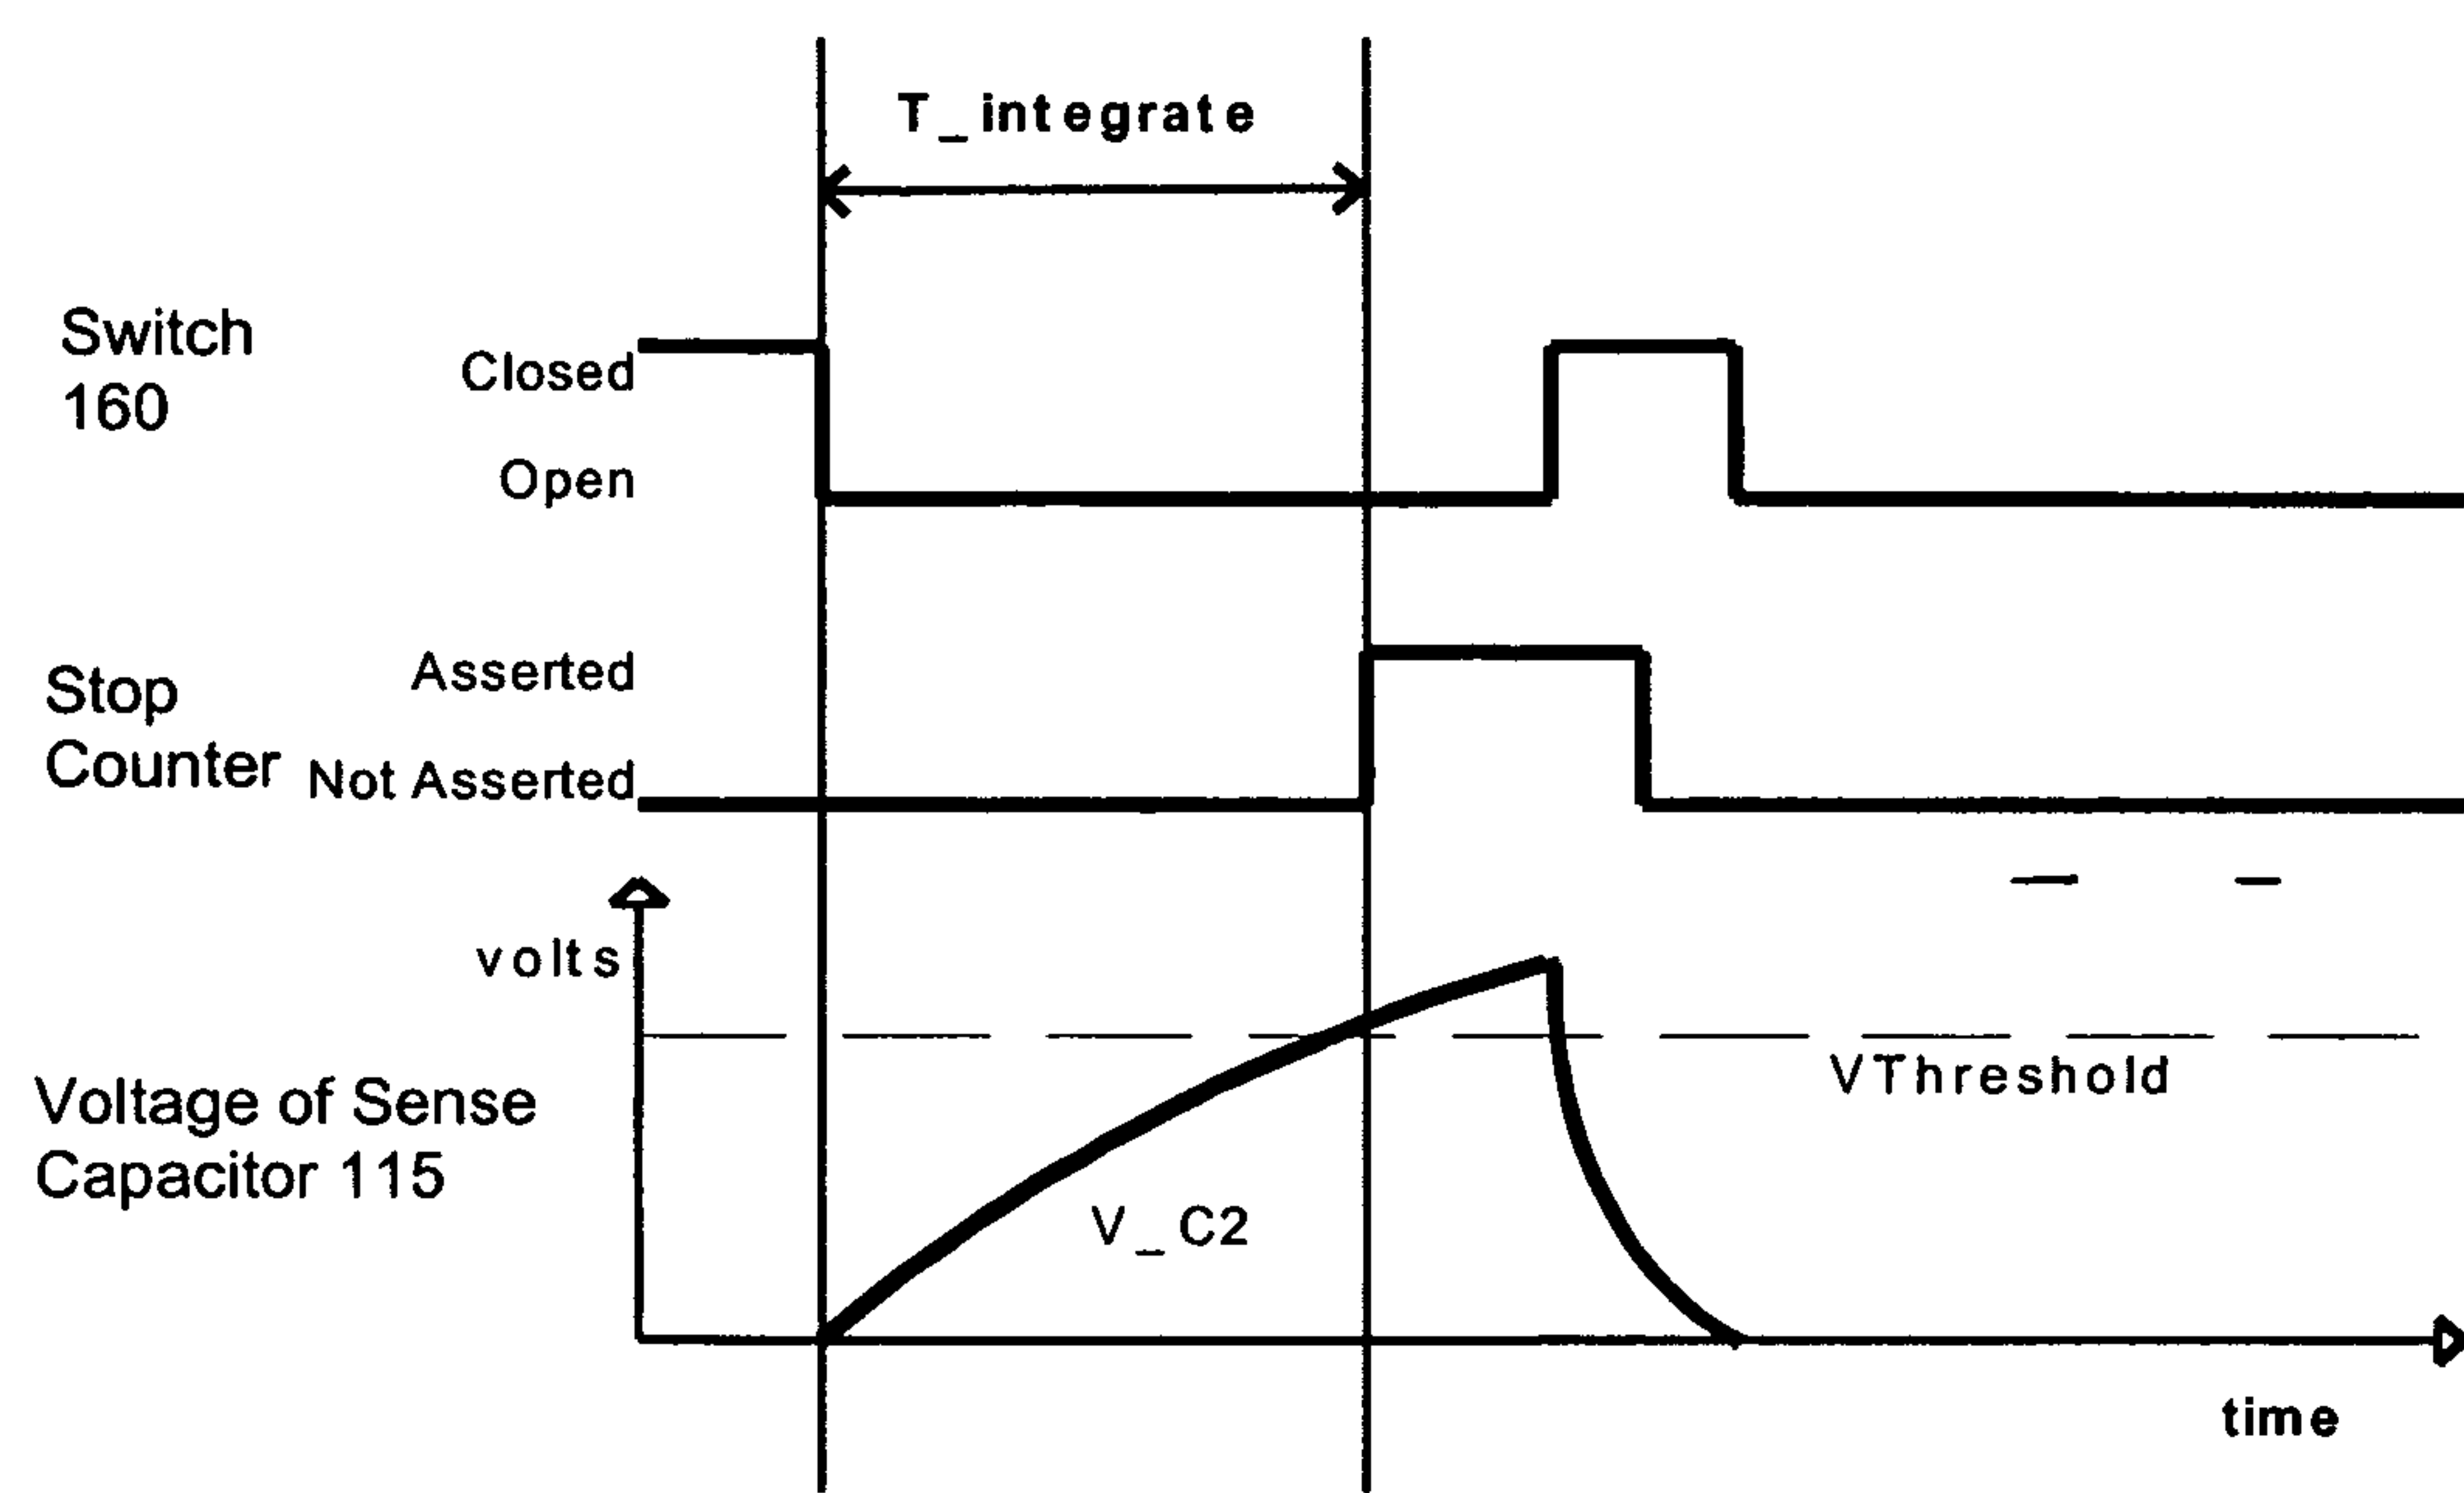 T_integrate
Switch
160
Closed
Open
Stop
Counter
Asserted
Not Asserted
volts
VThreshold
Voltage of Sense
Capacitor 115
V_C2
time